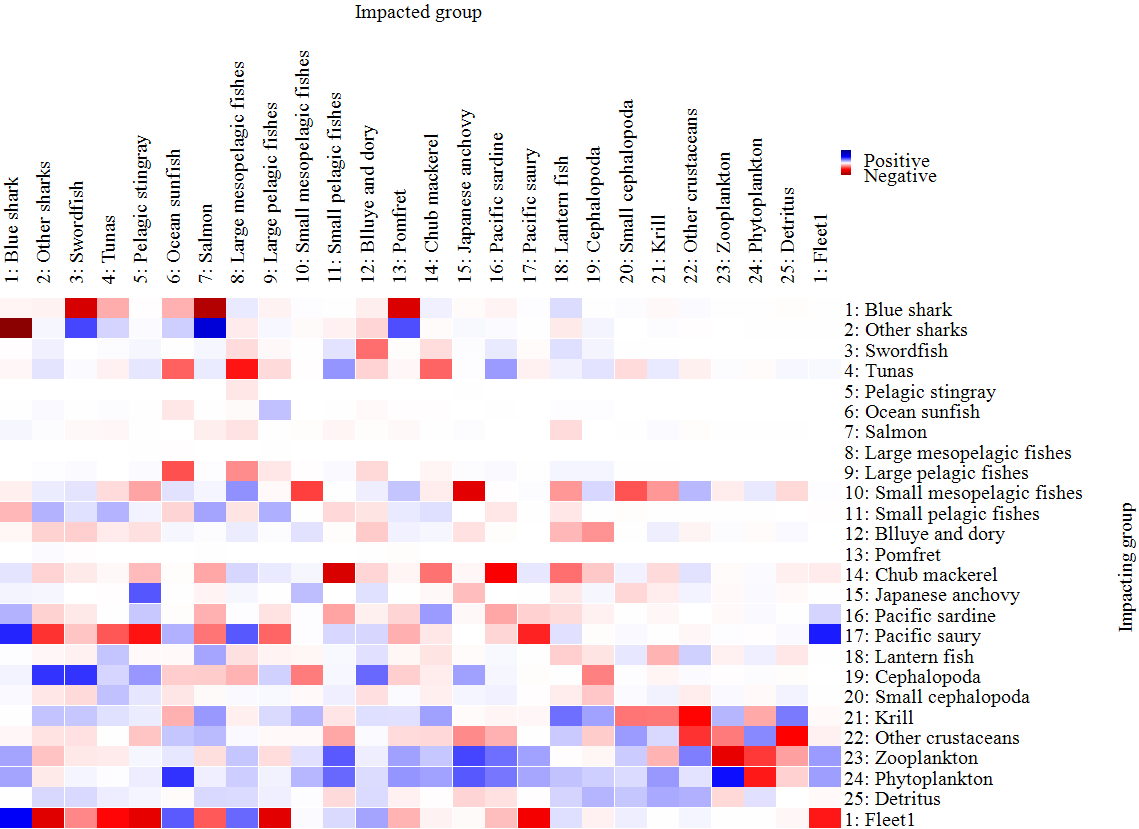 Impacted group
1: Blue shark
2: Other sharks
3: Swordfish
4: Tunas
5: Pelagic stingray
6: Ocean sunfish
7: Salmon
8: Large mesopelagic fishes
9: Large pelagic fishes
10: Small mesopelagic fishes
11: Small pelagic fishes
12: Blluye and dory
13: Pomfret
14: Chub mackerel
15: Japanese anchovy
16: Pacific sardine
17: Pacific saury
18: Lantern fish
19: Cephalopoda
20: Small cephalopoda
21: Krill
22: Other crustaceans
23: Zooplankton
24: Phytoplankton
25: Detritus
1: Fleet1
Positive
Negative
1: Blue shark
2: Other sharks
3: Swordfish
4: Tunas
5: Pelagic stingray
6: Ocean sunfish
7: Salmon
8: Large mesopelagic fishes
9: Large pelagic fishes
10: Small mesopelagic fishes
11: Small pelagic fishes
12: Blluye and dory
13: Pomfret
14: Chub mackerel
15: Japanese anchovy
16: Pacific sardine
17: Pacific saury
18: Lantern fish
19: Cephalopoda
20: Small cephalopoda
21: Krill
22: Other crustaceans
23: Zooplankton
24: Phytoplankton
25: Detritus
1: Fleet1
Impacting group